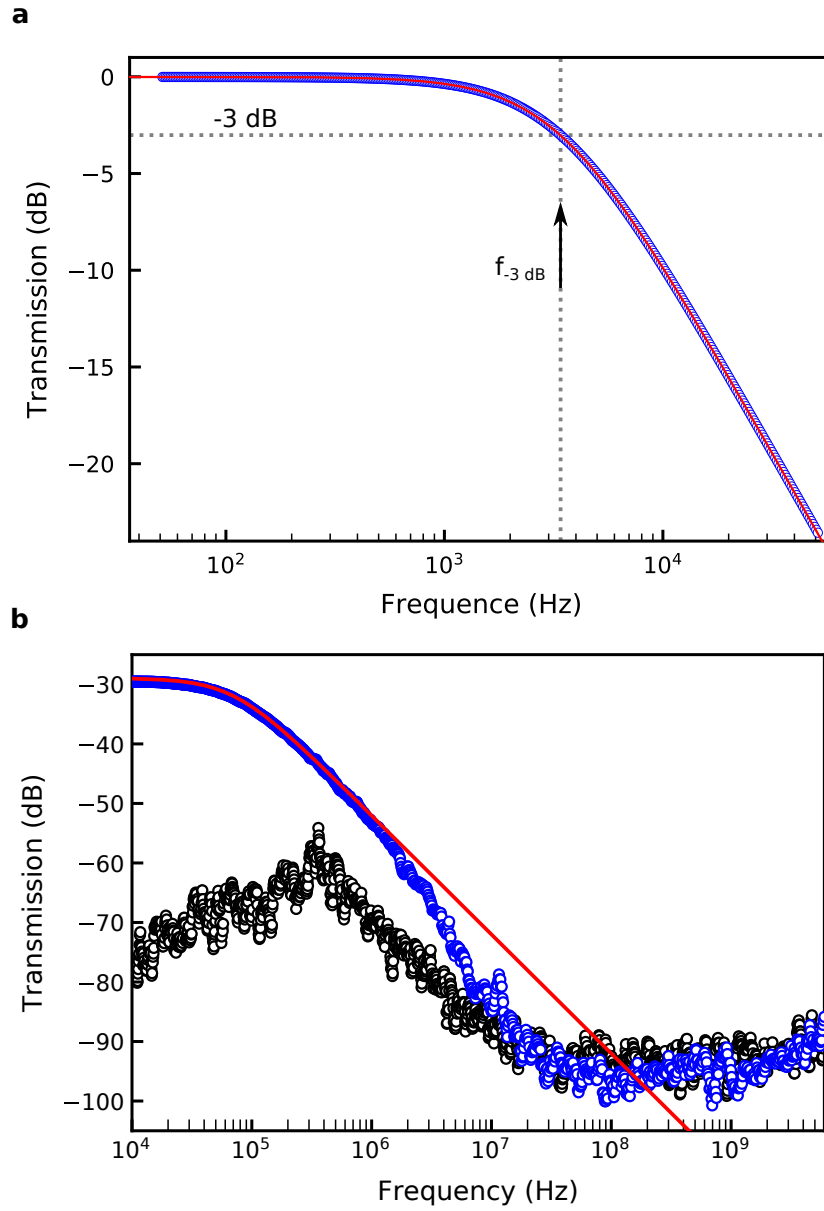 a
0
−5
−10
−15
−20
-3 dB
f-3 dB
10²
10³
10⁴
Transmission (dB)
Frequence (Hz)
b
−30
−40
−50
−60
−70
−80
−90
−100
10⁴
10⁵
10⁶
10⁷
10⁸
10⁹
Transmission (dB)
Frequency (Hz)